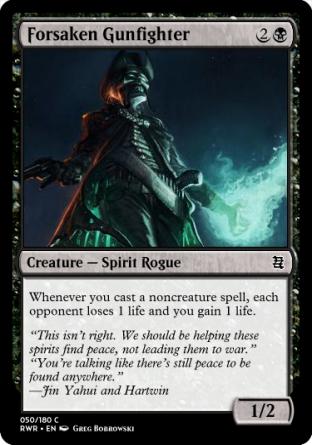 Forsaken Gunfighter 2
Creature — Spirit Rogue
Whenever you cast a noncreature spell, each
opponent loses 1 life and you gain 1 life.
“This isn't right. We should be helping these
spirits find peace, not leading them to war.”
“You're talking like there's still peace to be
found anywhere.”
—Jin Yahui and Hartwin
050/180 C
RWR • EN Greg Bobrowski
1/2